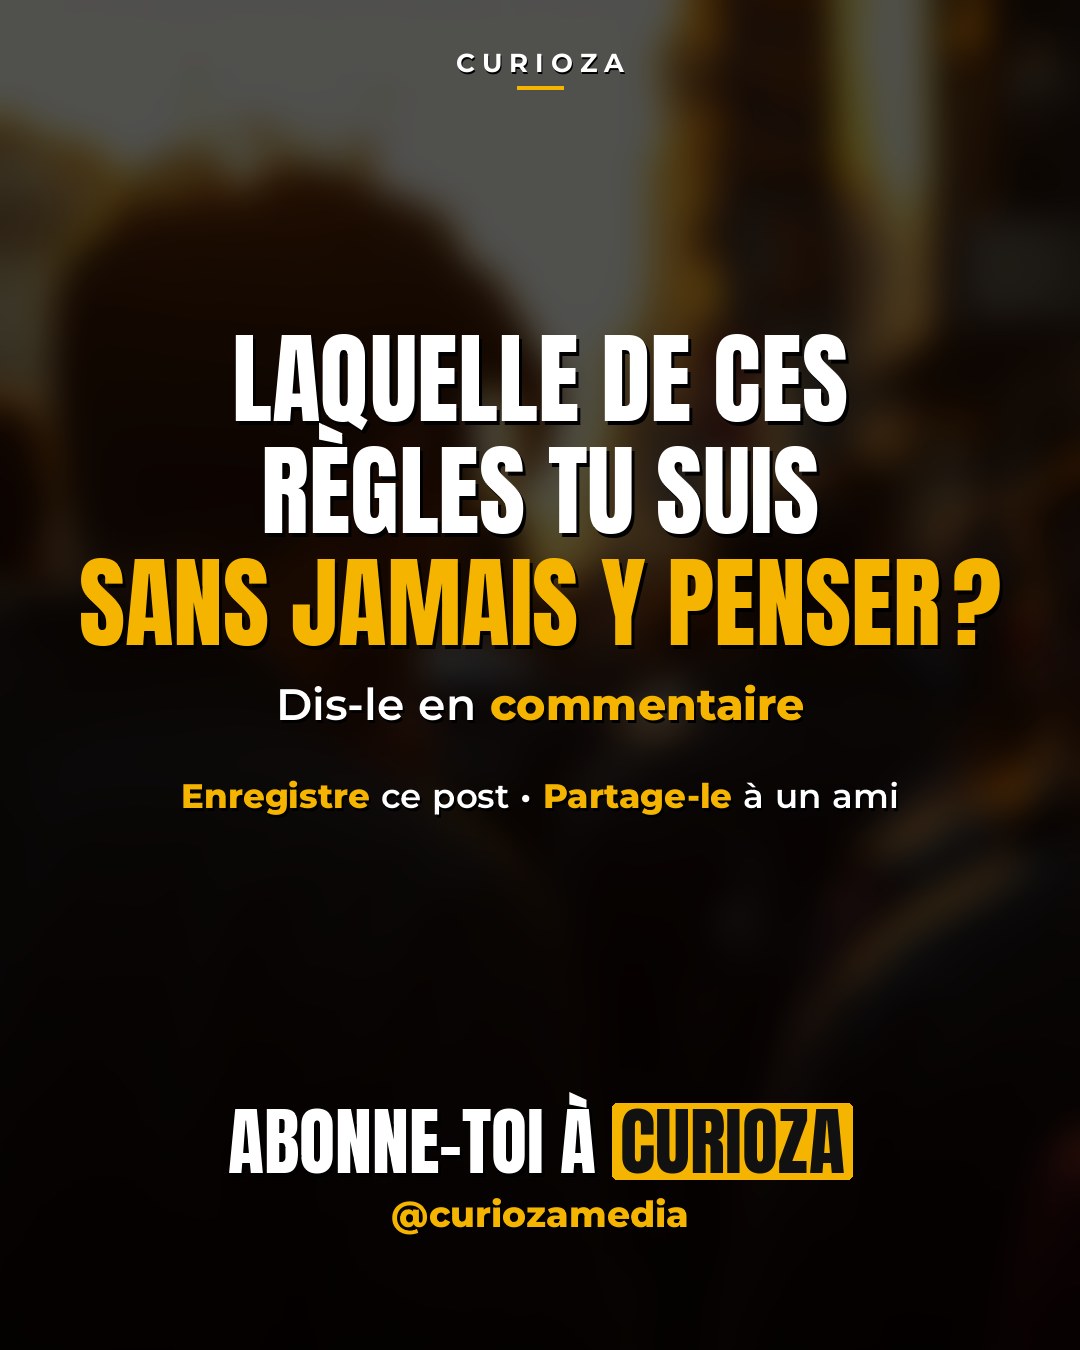 CURIOZA
LAQUELLE DE CES
RÈGLES TU SUIS
SANS JAMAIS Y PENSER ?
Dis-le en commentaire
Enregistre ce post • Partage-le à un ami
ABONNE-TOI À CURIOZA
@curiozamedia